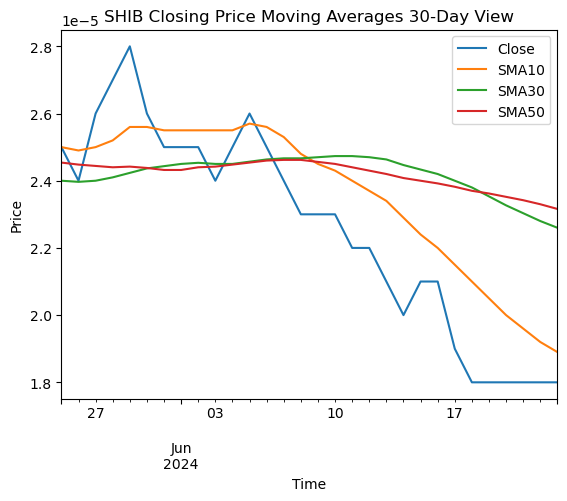 SHIB Closing Price Moving Averages 30-Day View
1e−5
Close
SMA10
SMA30
SMA50
2.8
2.6
2.4
2.2
2.0
1.8
Price
27
03
10
17
Jun
2024
Time